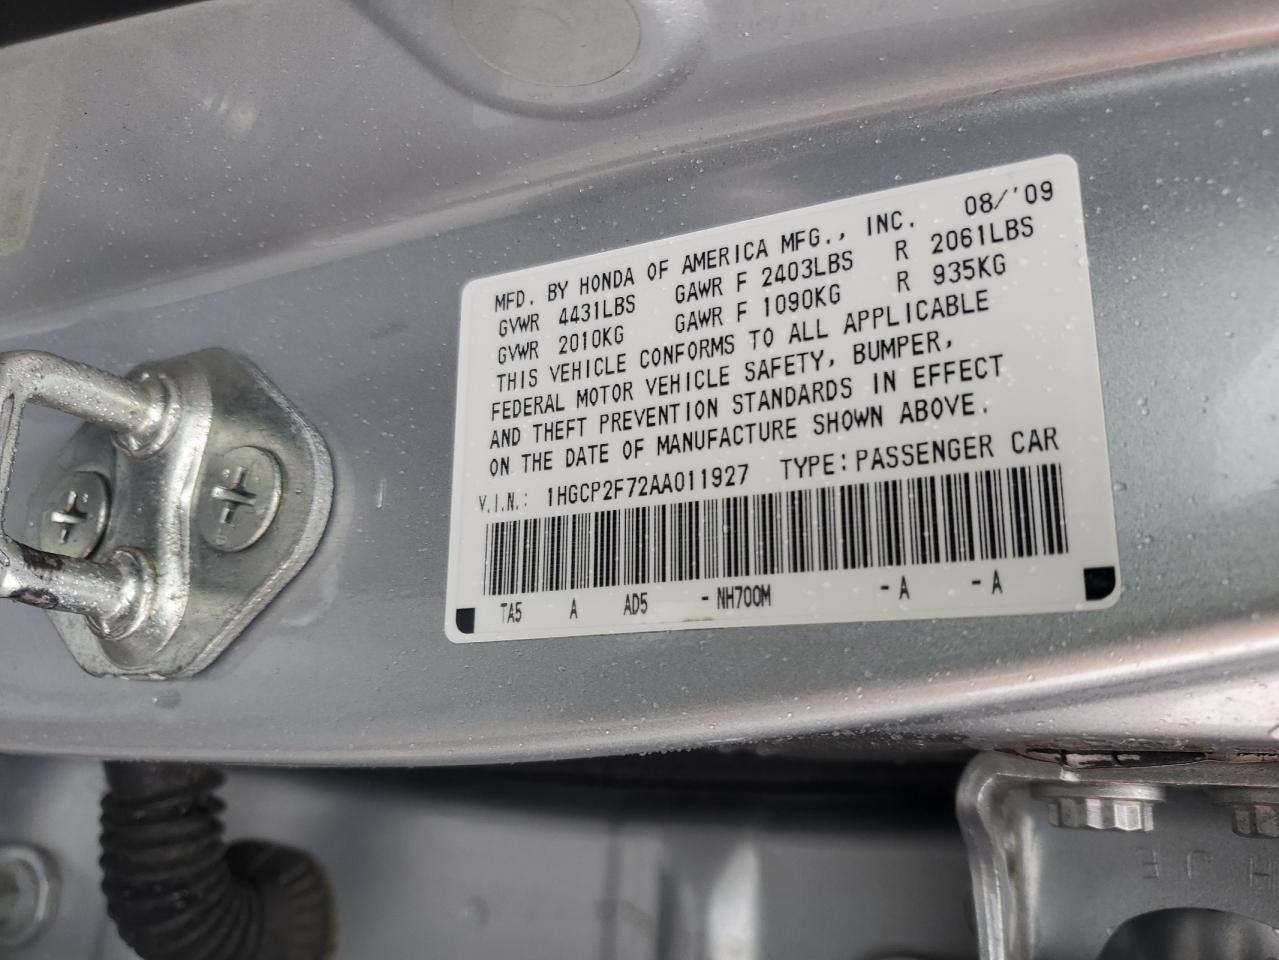 MFD. BY HONDA OF AMERICA MFG., INC. 08/'09
GVWR 4431LBS GAWR F 2403LBS R 2061LBS
GVWR 2010KG GAWR F 1090KG R 935KG
THIS VEHICLE CONFORMS TO ALL APPLICABLE
FEDERAL MOTOR VEHICLE SAFETY, BUMPER,
AND THEFT PREVENTION STANDARDS IN EFFECT
ON THE DATE OF MANUFACTURE SHOWN ABOVE.
V.I.N.: 1HGCP2F72AA011927 TYPE:PASSENGER CAR
TA5 A AD5 -NH700M -A -A